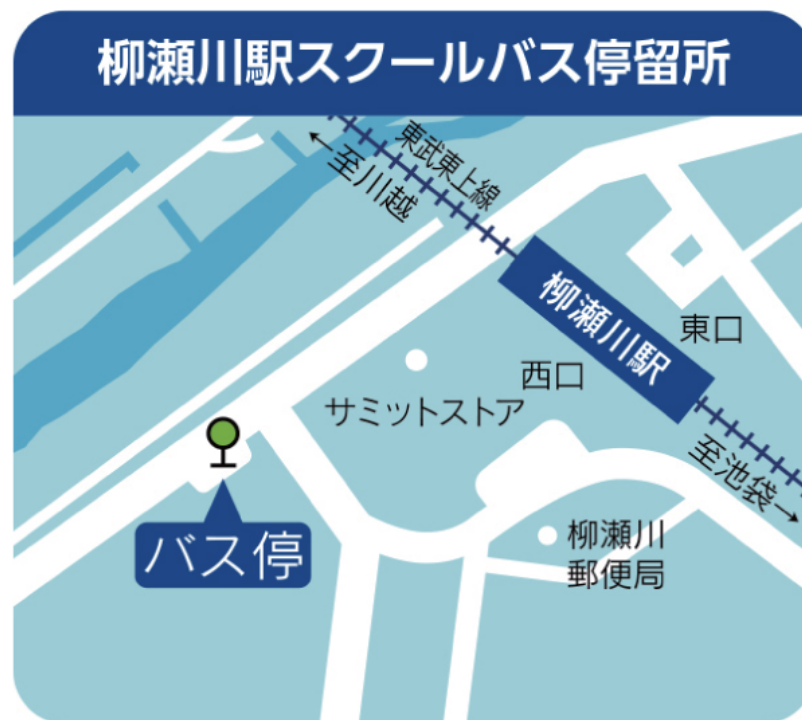 柳瀬川駅スクールバス停留所
東武東上線
←至川越
柳瀬川駅
東口
西口
サミットストア
至池袋→
バス停
柳瀬川
郵便局